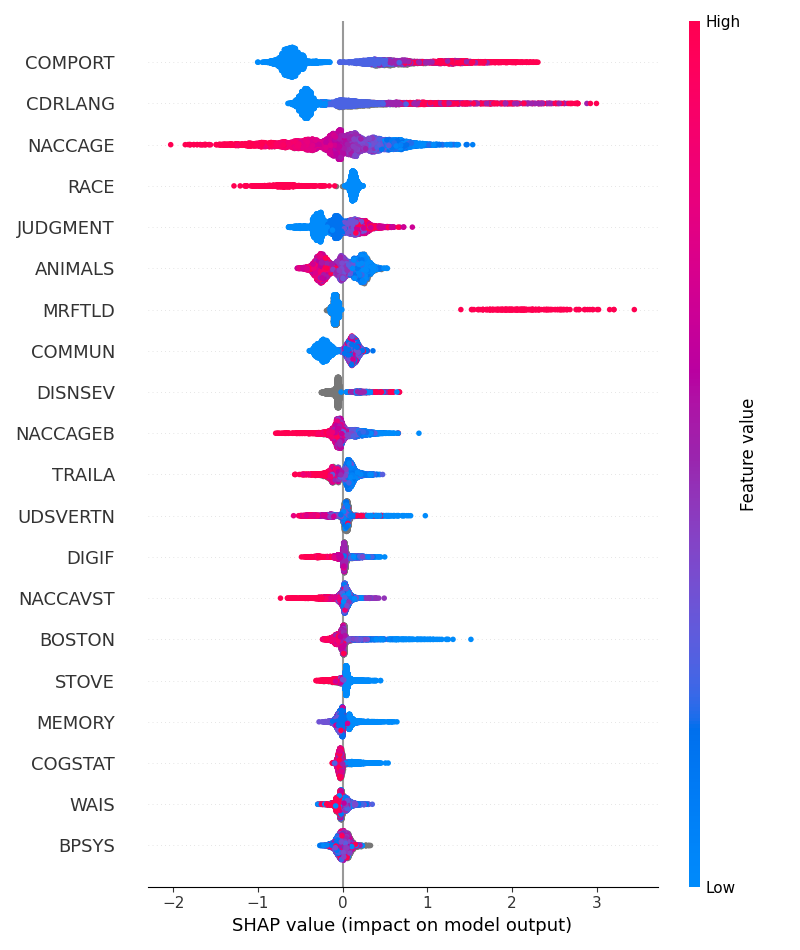 High
COMPORT
CDRLANG
NACCAGE
RACE
JUDGMENT
ANIMALS
MRFTLD
COMMUN
DISNSEV
NACCAGEB
TRAILA
UDSVERTN
DIGIF
NACCAVST
BOSTON
STOVE
MEMORY
COGSTAT
WAIS
BPSYS
Feature value
Low
−2 −1 0 1 2 3
SHAP value (impact on model output)